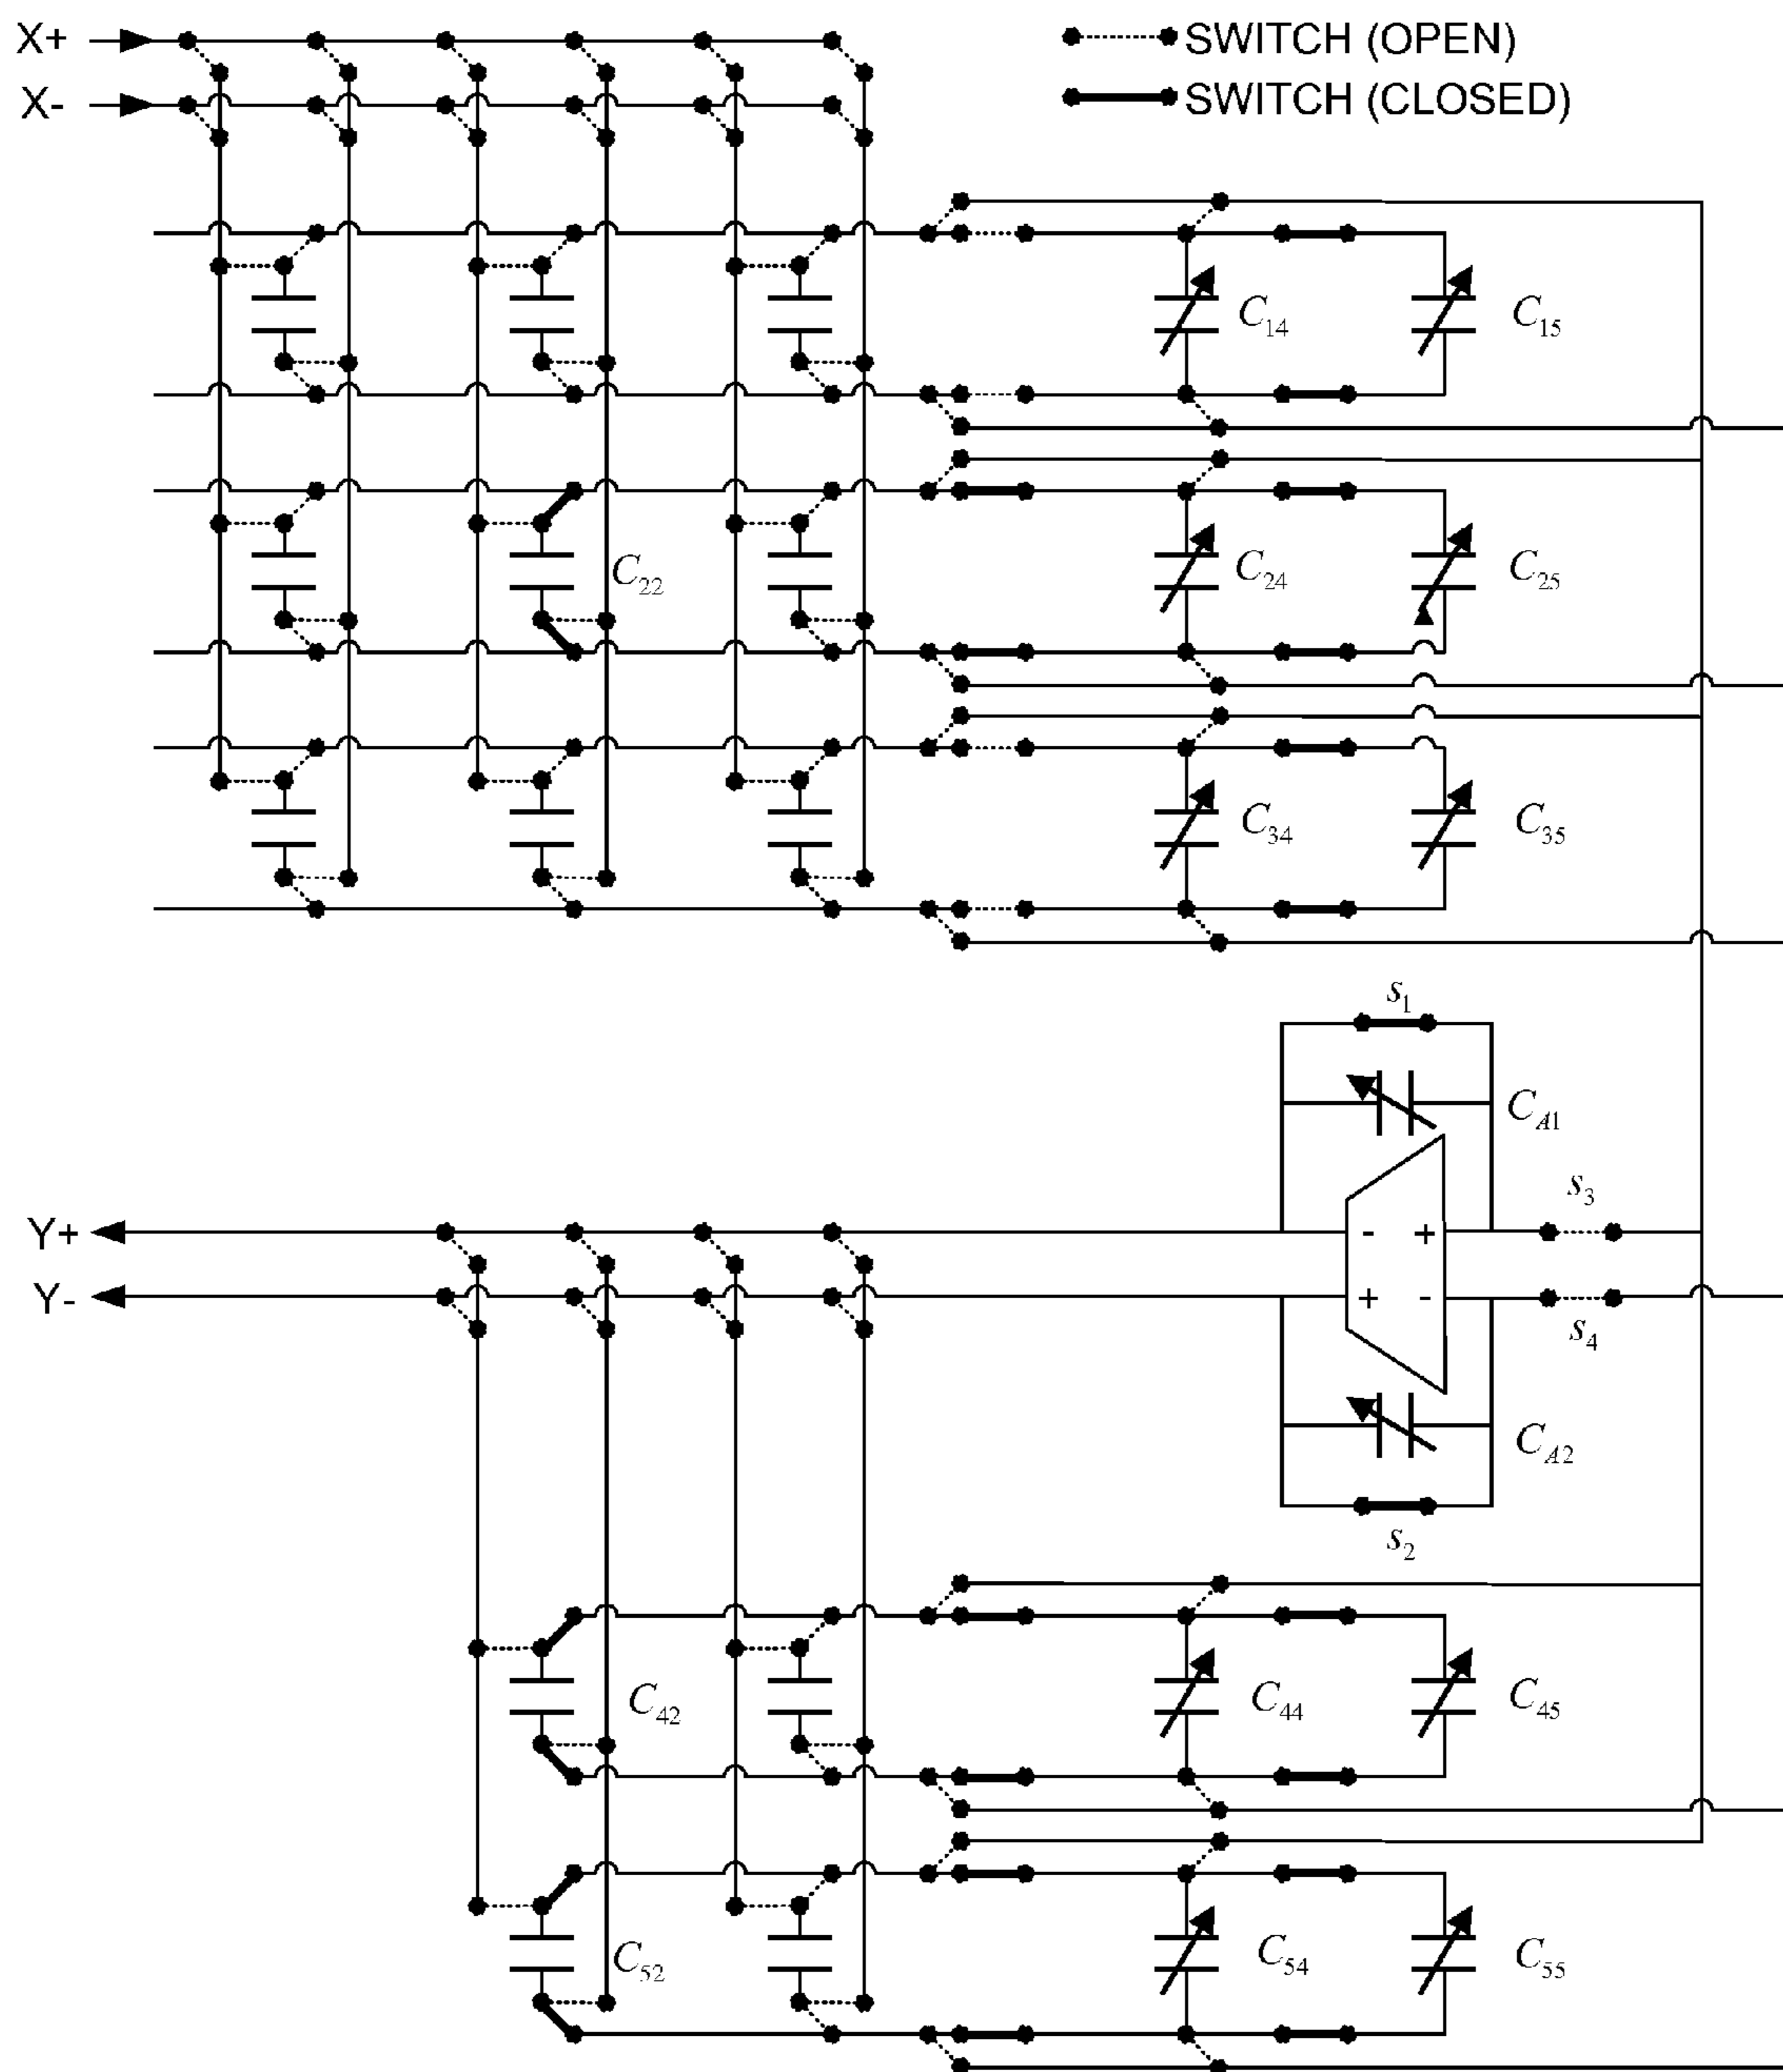 X+
X-
SWITCH (OPEN)
SWITCH (CLOSED)
C14
C15
C22
C24
C25
C34
C35
s1
CA1
s3
Y+
- +
Y-
+ -
s4
CA2
s2
C42
C44
C45
C52
C54
C55